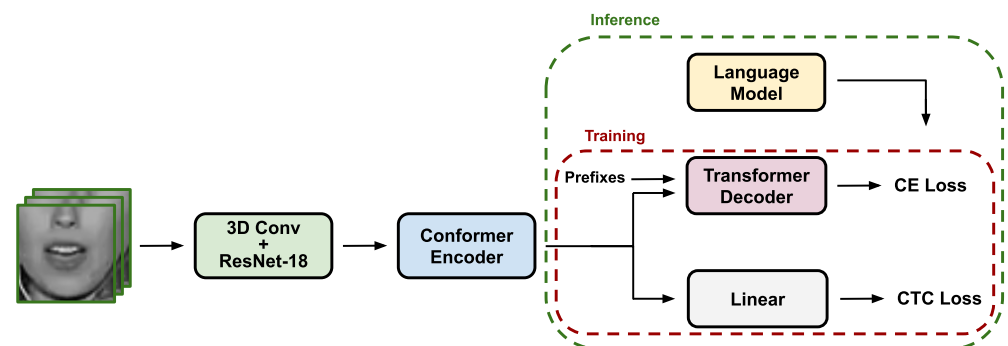 Inference
Language
Model
Training
Prefixes
Transformer
Decoder
CE Loss
3D Conv
+
ResNet-18
Conformer
Encoder
Linear
CTC Loss